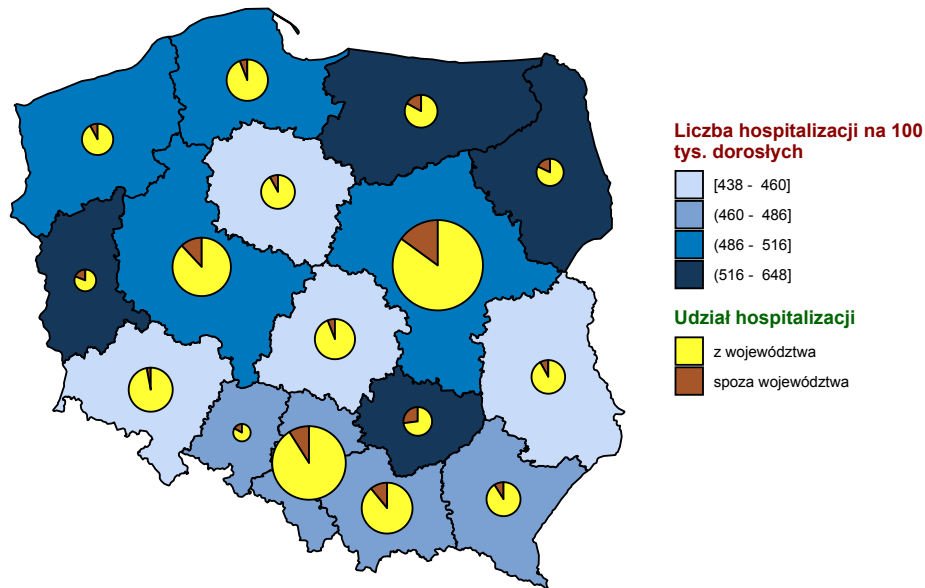 Liczba hospitalizacji na 100
tys. dorosłych
[438 - 460]
(460 - 486]
(486 - 516]
(516 - 648]
Udział hospitalizacji
z województwa
spoza województwa